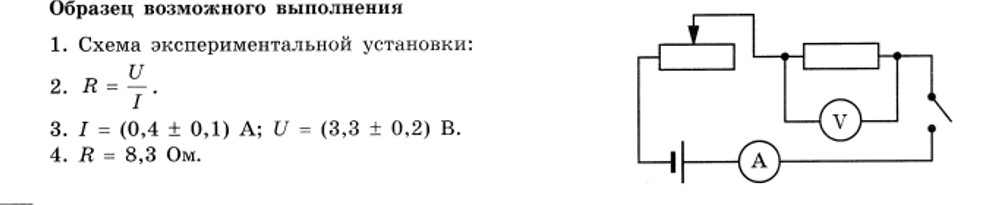 Образец возможного выполнения
1. Схема экспериментальной установки:
2. R = U/I.
3. I = (0,4 ± 0,1) А; U = (3,3 ± 0,2) В.
4. R = 8,3 Ом.
V
A